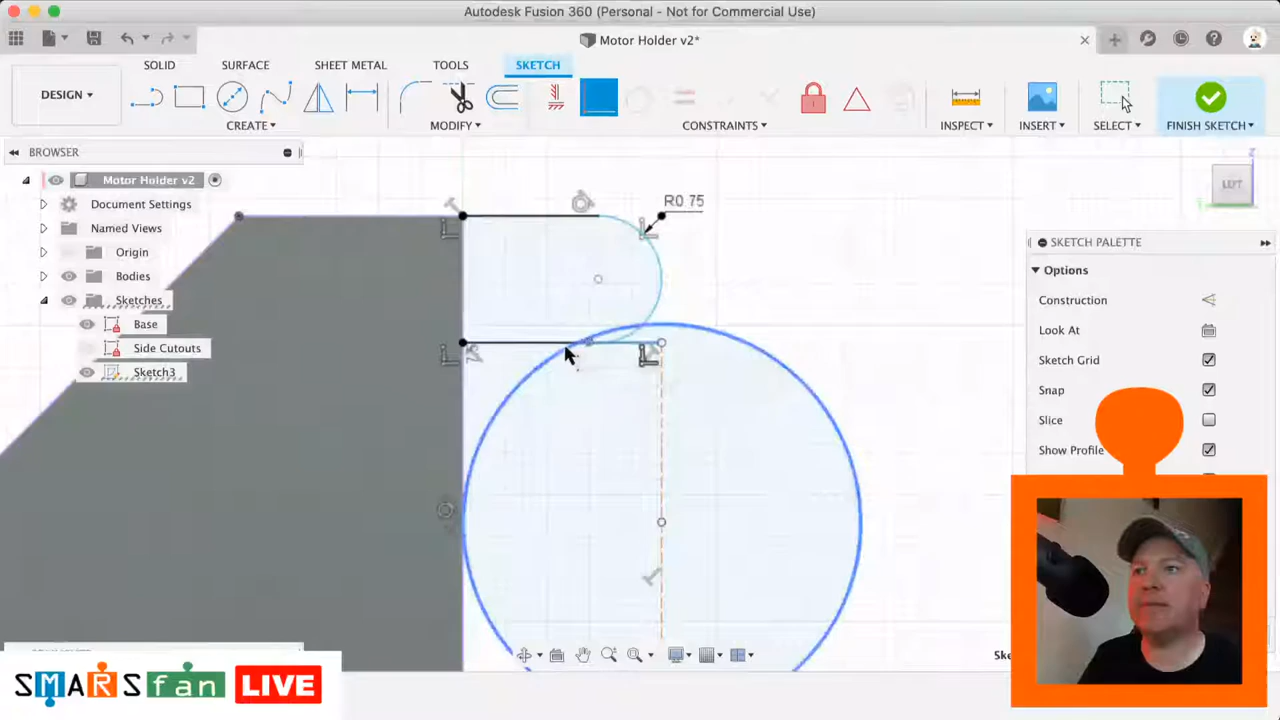 Autodesk Fusion 360 (Personal - Not for Commercial Use)
Motor Holder v2*
DESIGN
SOLID
SURFACE
SHEET METAL
TOOLS
SKETCH
CREATE
MODIFY
CONSTRAINTS
INSPECT
INSERT
SELECT
FINISH SKETCH
BROWSER
Motor Holder v2
Document Settings
Named Views
Origin
Bodies
Sketches
Base
Side Cutouts
Sketch3
R0.75
Z
LEFT
SKETCH PALETTE
Options
Construction
Look At
Sketch Grid
Snap
Slice
Show Profile
SMARSfan LIVE